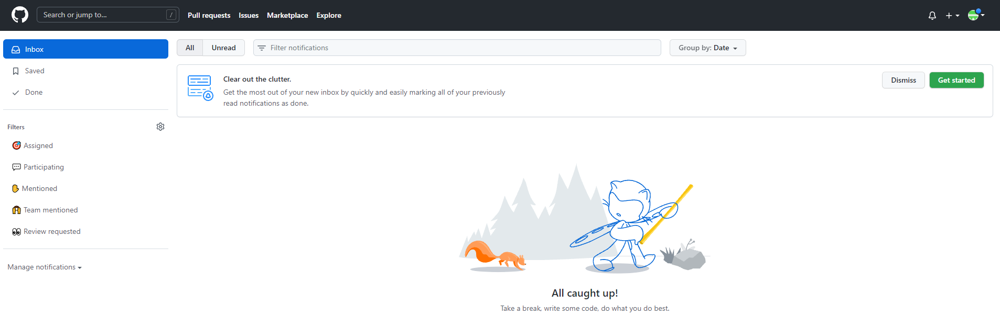 Search or jump to... /
Pull requests
Issues
Marketplace
Explore
Inbox
Saved
Done
Filters
Assigned
Participating
Mentioned
Team mentioned
Review requested
Manage notifications
All
Unread
Filter notifications
Group by: Date
Clear out the clutter.
Get the most out of your new inbox by quickly and easily marking all of your previously
read notifications as done.
Dismiss
Get started
All caught up!
Take a break, write some code, do what you do best.